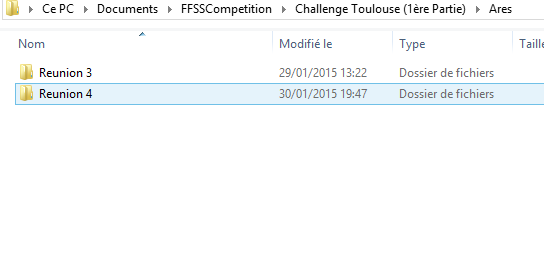 Ce PC Documents FFSSCompetition Challenge Toulouse (1ère Partie) Ares
Nom Modifié le Type Taille
Reunion 3 29/01/2015 13:22 Dossier de fichiers
Reunion 4 30/01/2015 19:47 Dossier de fichiers